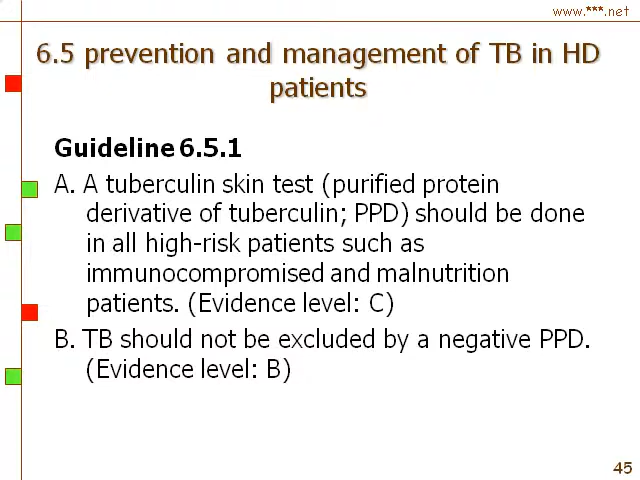 www.***.net
6.5 prevention and management of TB in HD
patients
Guideline 6.5.1
A. A tuberculin skin test (purified protein
derivative of tuberculin; PPD) should be done
in all high-risk patients such as
immunocompromised and malnutrition
patients. (Evidence level: C)
B. TB should not be excluded by a negative PPD.
(Evidence level: B)
45